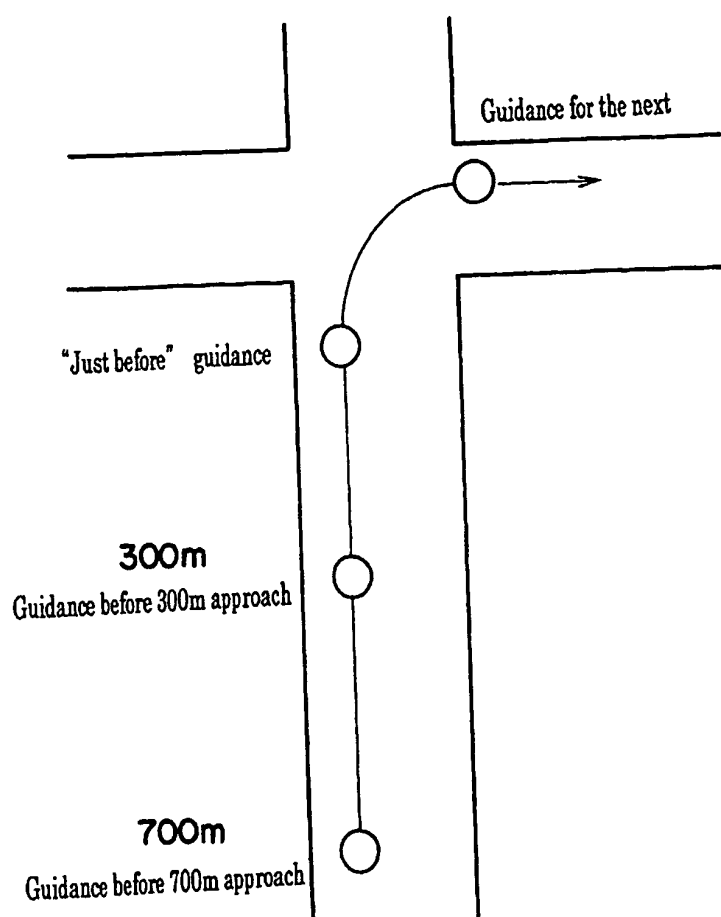 Guidance for the next
“Just before” guidance
300m
Guidance before 300m approach
700m
Guidance before 700m approach